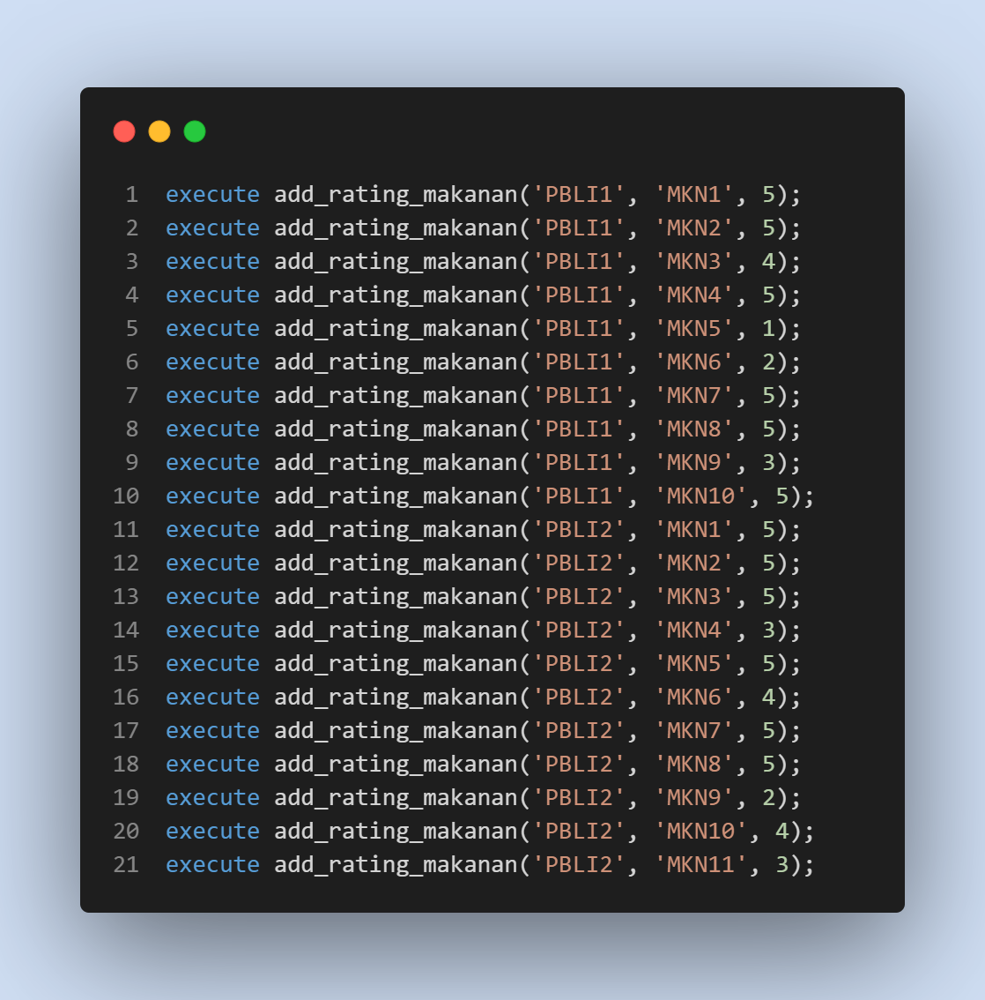 1 execute add_rating_makanan('PBLI1', 'MKN1', 5);
2 execute add_rating_makanan('PBLI1', 'MKN2', 5);
3 execute add_rating_makanan('PBLI1', 'MKN3', 4);
4 execute add_rating_makanan('PBLI1', 'MKN4', 5);
5 execute add_rating_makanan('PBLI1', 'MKN5', 1);
6 execute add_rating_makanan('PBLI1', 'MKN6', 2);
7 execute add_rating_makanan('PBLI1', 'MKN7', 5);
8 execute add_rating_makanan('PBLI1', 'MKN8', 5);
9 execute add_rating_makanan('PBLI1', 'MKN9', 3);
10 execute add_rating_makanan('PBLI1', 'MKN10', 5);
11 execute add_rating_makanan('PBLI2', 'MKN1', 5);
12 execute add_rating_makanan('PBLI2', 'MKN2', 5);
13 execute add_rating_makanan('PBLI2', 'MKN3', 5);
14 execute add_rating_makanan('PBLI2', 'MKN4', 3);
15 execute add_rating_makanan('PBLI2', 'MKN5', 5);
16 execute add_rating_makanan('PBLI2', 'MKN6', 4);
17 execute add_rating_makanan('PBLI2', 'MKN7', 5);
18 execute add_rating_makanan('PBLI2', 'MKN8', 5);
19 execute add_rating_makanan('PBLI2', 'MKN9', 2);
20 execute add_rating_makanan('PBLI2', 'MKN10', 4);
21 execute add_rating_makanan('PBLI2', 'MKN11', 3);